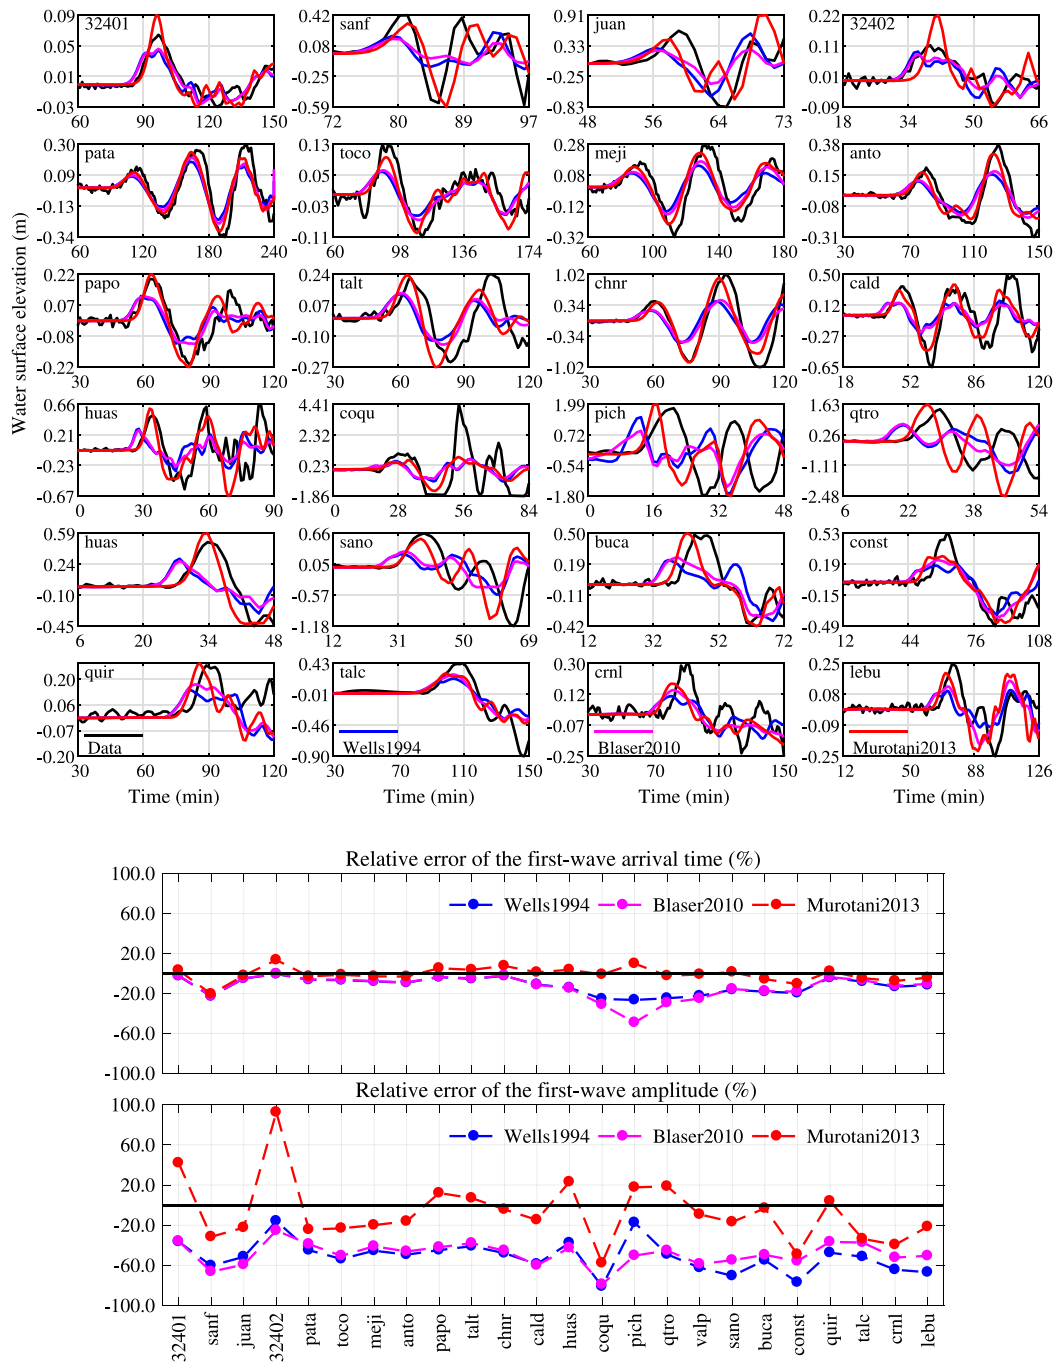 Water surface elevation (m)
32401
0.09
0.05
0.01
-0.03
60 90 120 150
sanf
0.42
0.08
-0.25
-0.59
72 80 89 97
juan
0.91
0.33
-0.25
-0.83
48 56 64 73
32402
0.22
0.11
-0.01
-0.09
18 34 50 66
pata
0.30
0.09
-0.13
-0.34
60 120 180 240
toco
0.13
0.05
-0.03
-0.11
60 98 136 174
meji
0.28
0.08
-0.12
-0.31
60 100 140 180
anto
0.38
0.15
-0.08
-0.31
30 70 110 150
papo
0.22
0.07
-0.08
-0.22
30 60 90 120
talt
0.24
0.07
-0.10
-0.27
30 60 90 120
chnr
1.02
0.34
-0.34
-1.02
30 60 90 120
cald
0.50
0.12
-0.27
-0.65
18 52 86 120
huas
0.66
0.21
-0.23
-0.67
0 30 60 90
coqu
4.41
2.32
0.23
-1.86
0 28 56 84
pich
1.99
0.72
-0.54
-1.80
0 16 32 48
qtro
1.63
0.26
-1.11
-2.48
6 22 38 54
huas
0.59
0.24
-0.10
-0.45
6 20 34 48
sano
0.66
0.05
-0.57
-1.18
12 31 50 69
buca
0.50
0.20
-0.11
-0.42
12 32 52 72
const
0.53
0.19
-0.15
-0.49
12 44 76 108
quir
0.20
0.06
-0.07
-0.20
Data
30 60 90 120
talc
0.43
-0.01
-0.46
-0.90
Wells1994
30 70 110 150
crnl
0.30
0.12
-0.07
-0.25
Blaser2010
30 70 110 150
lebu
0.25
0.08
-0.09
-0.25
Murotani2013
12 50 88 126
Time (min) Time (min) Time (min) Time (min)
Relative error of the first-wave arrival time (%)
100.0
60.0
20.0
-20.0
-60.0
-100.0
Wells1994 Blaser2010 Murotani2013
Relative error of the first-wave amplitude (%)
100.0
60.0
20.0
-20.0
-60.0
-100.0
Wells1994 Blaser2010 Murotani2013
32401 sanf juan 32402 pata toco meji anto papo talt chnr cald huas coqu pich qtro valp sano buca const quir talc crnl lebu